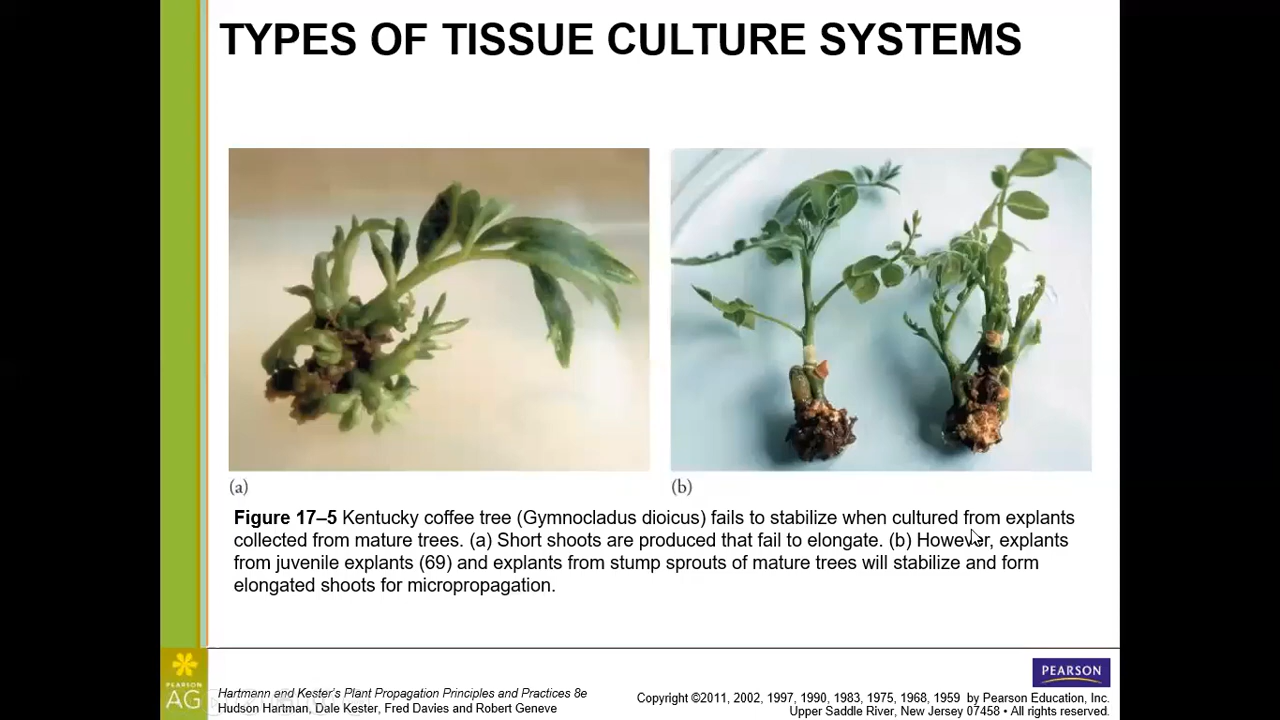 TYPES OF TISSUE CULTURE SYSTEMS
(a)
(b)
Figure 17–5 Kentucky coffee tree (Gymnocladus dioicus) fails to stabilize when cultured from explants
collected from mature trees. (a) Short shoots are produced that fail to elongate. (b) However, explants
from juvenile explants (69) and explants from stump sprouts of mature trees will stabilize and form
elongated shoots for micropropagation.
PEARSON
AG
Hartmann and Kester's Plant Propagation Principles and Practices 8e
Hudson Hartman, Dale Kester, Fred Davies and Robert Geneve
PEARSON
Copyright ©2011, 2002, 1997, 1990, 1983, 1975, 1968, 1959 by Pearson Education, Inc.
Upper Saddle River, New Jersey 07458 • All rights reserved.